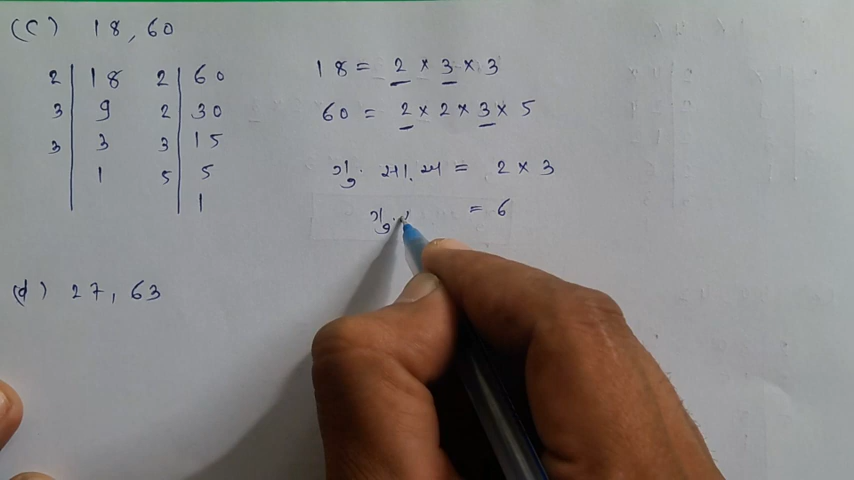 (c) 18, 60
2 | 18
3 | 9
3 | 3
1
2 | 60
2 | 30
3 | 15
5 | 5
1
18 = 2 × 3 × 3
60 = 2 × 2 × 3 × 5
ગુ. સા. અ = 2 × 3
ગુ.
= 6
(d) 27, 63